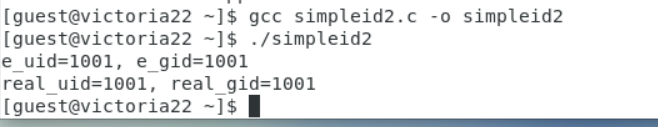 [guest@victoria22 ~]$ gcc simpleid2.c -o simpleid2
[guest@victoria22 ~]$ ./simpleid2
e_uid=1001, e_gid=1001
real_uid=1001, real_gid=1001
[guest@victoria22 ~]$